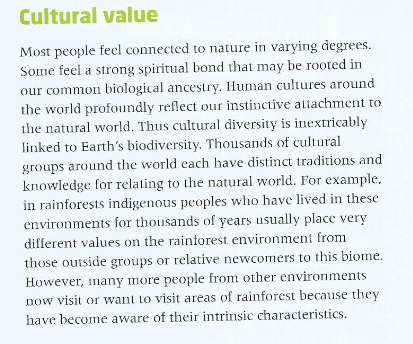 Cultural value
Most people feel connected to nature in varying degrees.
Some feel a strong spiritual bond that may be rooted in
our common biological ancestry. Human cultures around
the world profoundly reflect our instinctive attachment to
the natural world. Thus cultural diversity is inextricably
linked to Earth's biodiversity. Thousands of cultural
groups around the world each have distinct traditions and
knowledge for relating to the natural world. For example,
in rainforests indigenous peoples who have lived in these
environments for thousands of years usually place very
different values on the rainforest environment from
those outside groups or relative newcomers to this biome.
However, many more people from other environments
now visit or want to visit areas of rainforest because they
have become aware of their intrinsic characteristics.